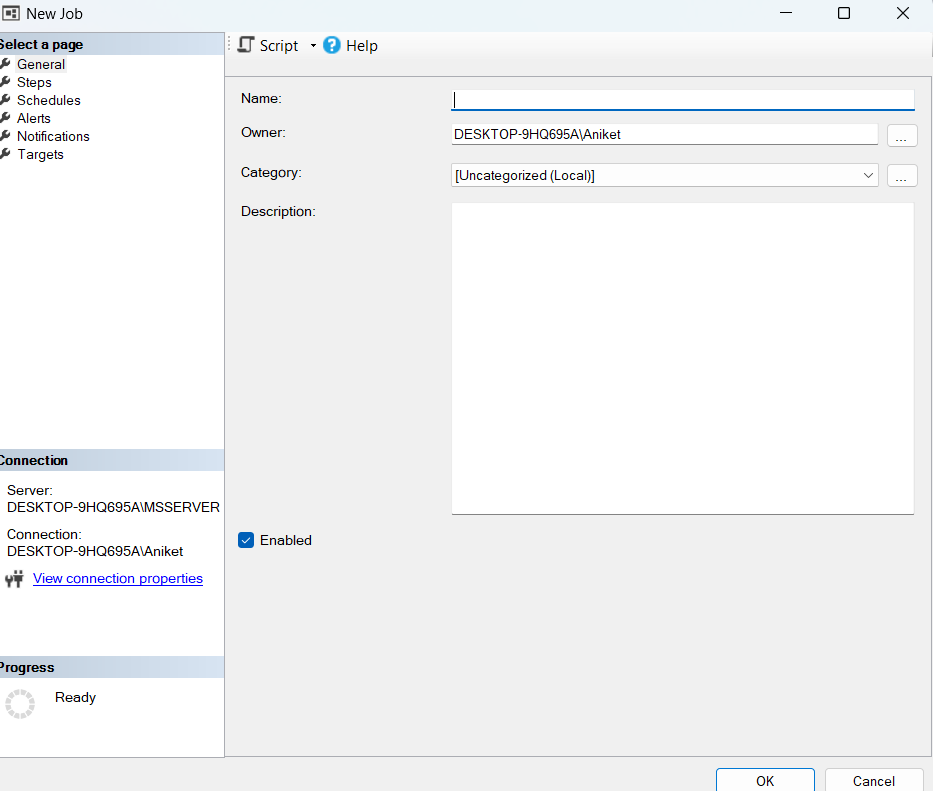 New Job
Select a page
General
Steps
Schedules
Alerts
Notifications
Targets
Connection
Server:
DESKTOP-9HQ695A\MSSERVER
Connection:
DESKTOP-9HQ695A\Aniket
View connection properties
Progress
Ready
Script
Help
Name:
Owner:
DESKTOP-9HQ695A\Aniket
...
Category:
[Uncategorized (Local)]
...
Description:
Enabled
OK
Cancel